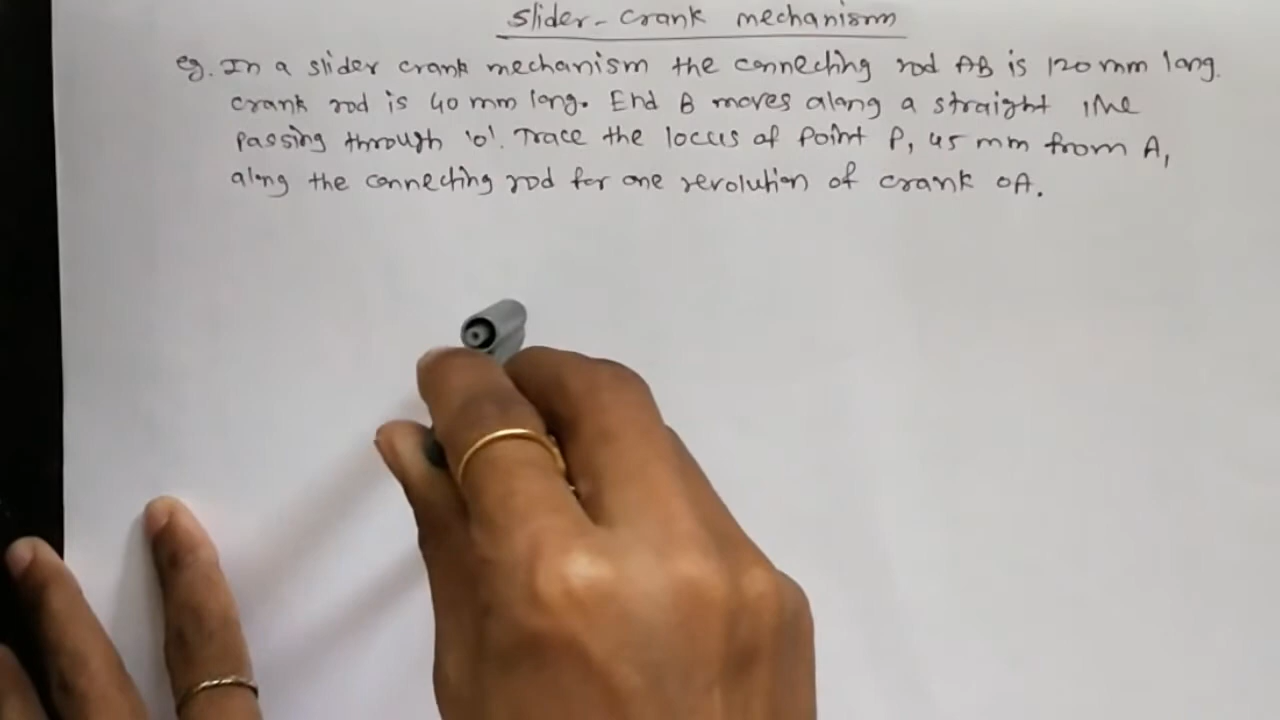 Slider-Crank mechanism
eg. In a slider crank mechanism the connecting rod AB is 120 mm long.
crank rod is 40 mm long. End B moves along a straight line
passing through 'o'. Trace the locus of point P, 45 mm from A,
along the connecting rod for one revolution of crank OA.